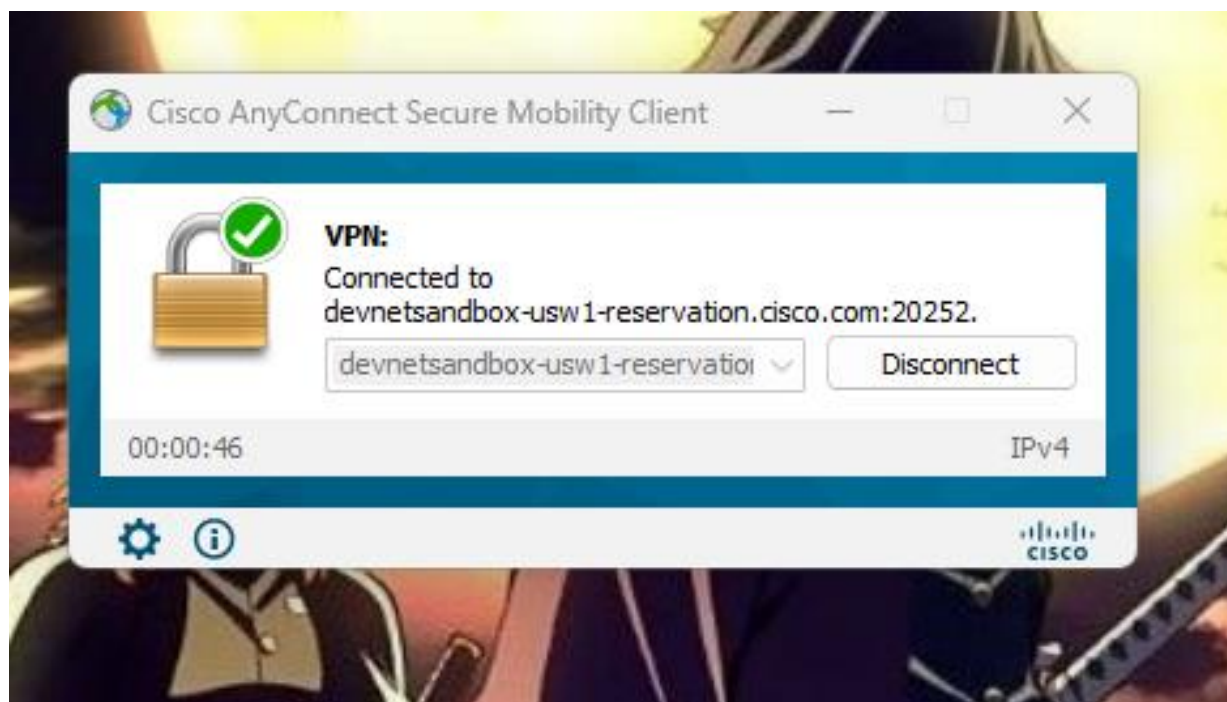 Cisco AnyConnect Secure Mobility Client
VPN:
Connected to
devnetsandbox-usw1-reservation.cisco.com:20252.
devnetsandbox-usw1-reservation
Disconnect
00:00:46
IPv4
CISCO